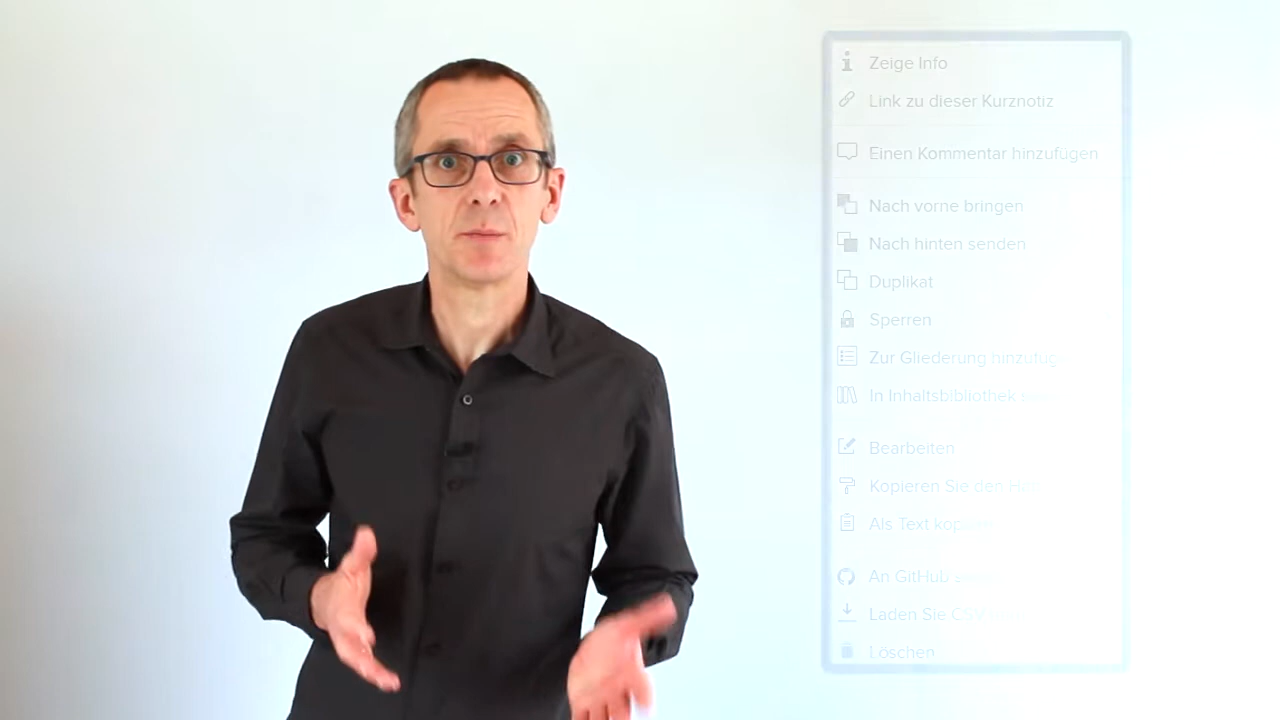 Zeige Info
Link zu dieser Kurznotiz
Einen Kommentar hinzufügen
Nach vorne bringen
Nach hinten senden
Duplikat
Sperren
Zur Gliederung hinzufüg
In Inhaltsbibliothek
Bearbeiten
Kopieren Sie den
Als Text
An GitHub
Laden Sie CSV
Löschen